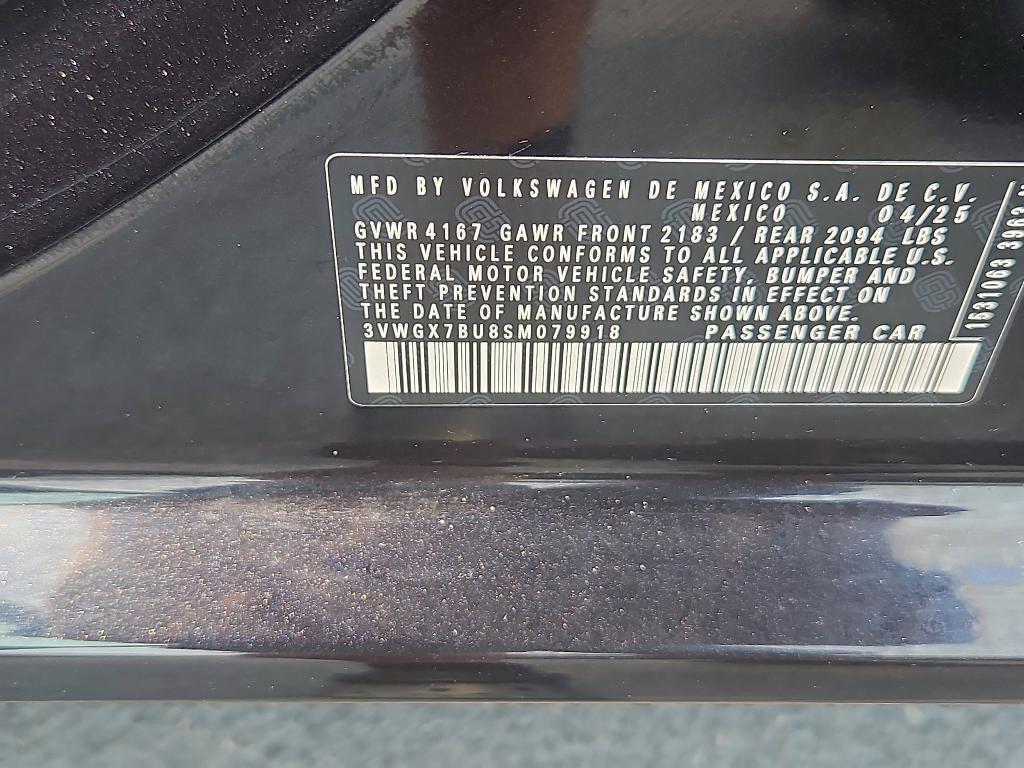 MFD BY VOLKSWAGEN DE MEXICO S.A. DE C.V.
MEXICO 04/25
GVWR 4167 GAWR FRONT 2183 / REAR 2094 LBS
THIS VEHICLE CONFORMS TO ALL APPLICABLE U.S.
FEDERAL MOTOR VEHICLE SAFETY, BUMPER AND
THEFT PREVENTION STANDARDS IN EFFECT ON
THE DATE OF MANUFACTURE SHOWN ABOVE.
3VWGX7BU8SM079918 PASSENGER CAR
1531063